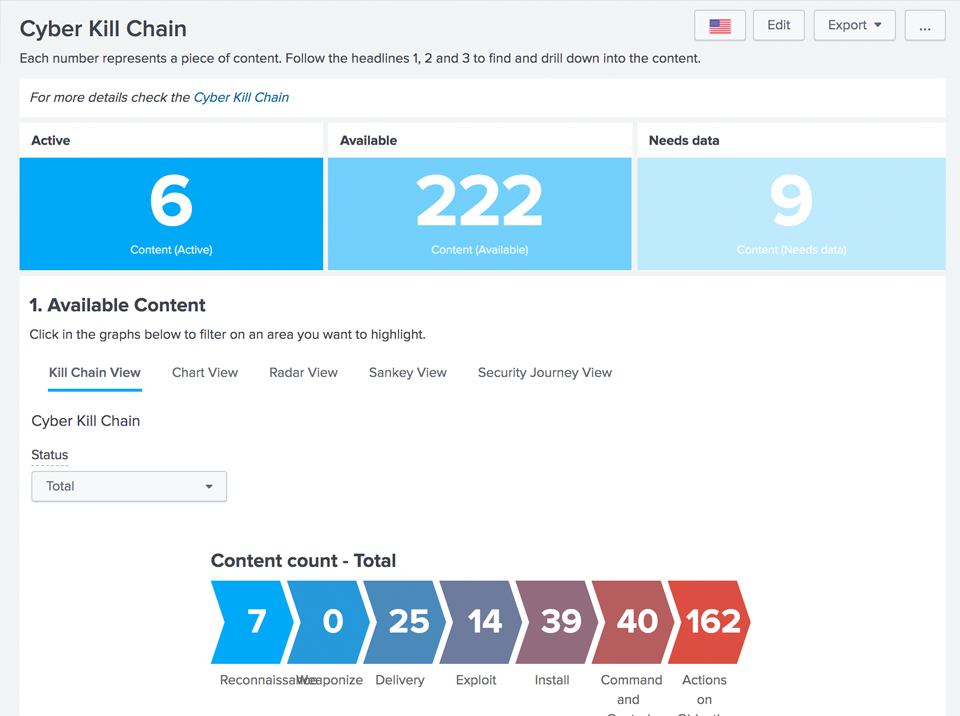 Cyber Kill Chain
Edit
Export
...
Each number represents a piece of content. Follow the headlines 1, 2 and 3 to find and drill down into the content.
For more details check the Cyber Kill Chain
Active
Available
Needs data
6
222
9
Content (Active)
Content (Available)
Content (Needs data)
1. Available Content
Click in the graphs below to filter on an area you want to highlight.
Kill Chain View
Chart View
Radar View
Sankey View
Security Journey View
Cyber Kill Chain
Status
Total
Content count - Total
7
0
25
14
39
40
162
Reconnaissance
Weaponize
Delivery
Exploit
Install
Command
and
Actions
on